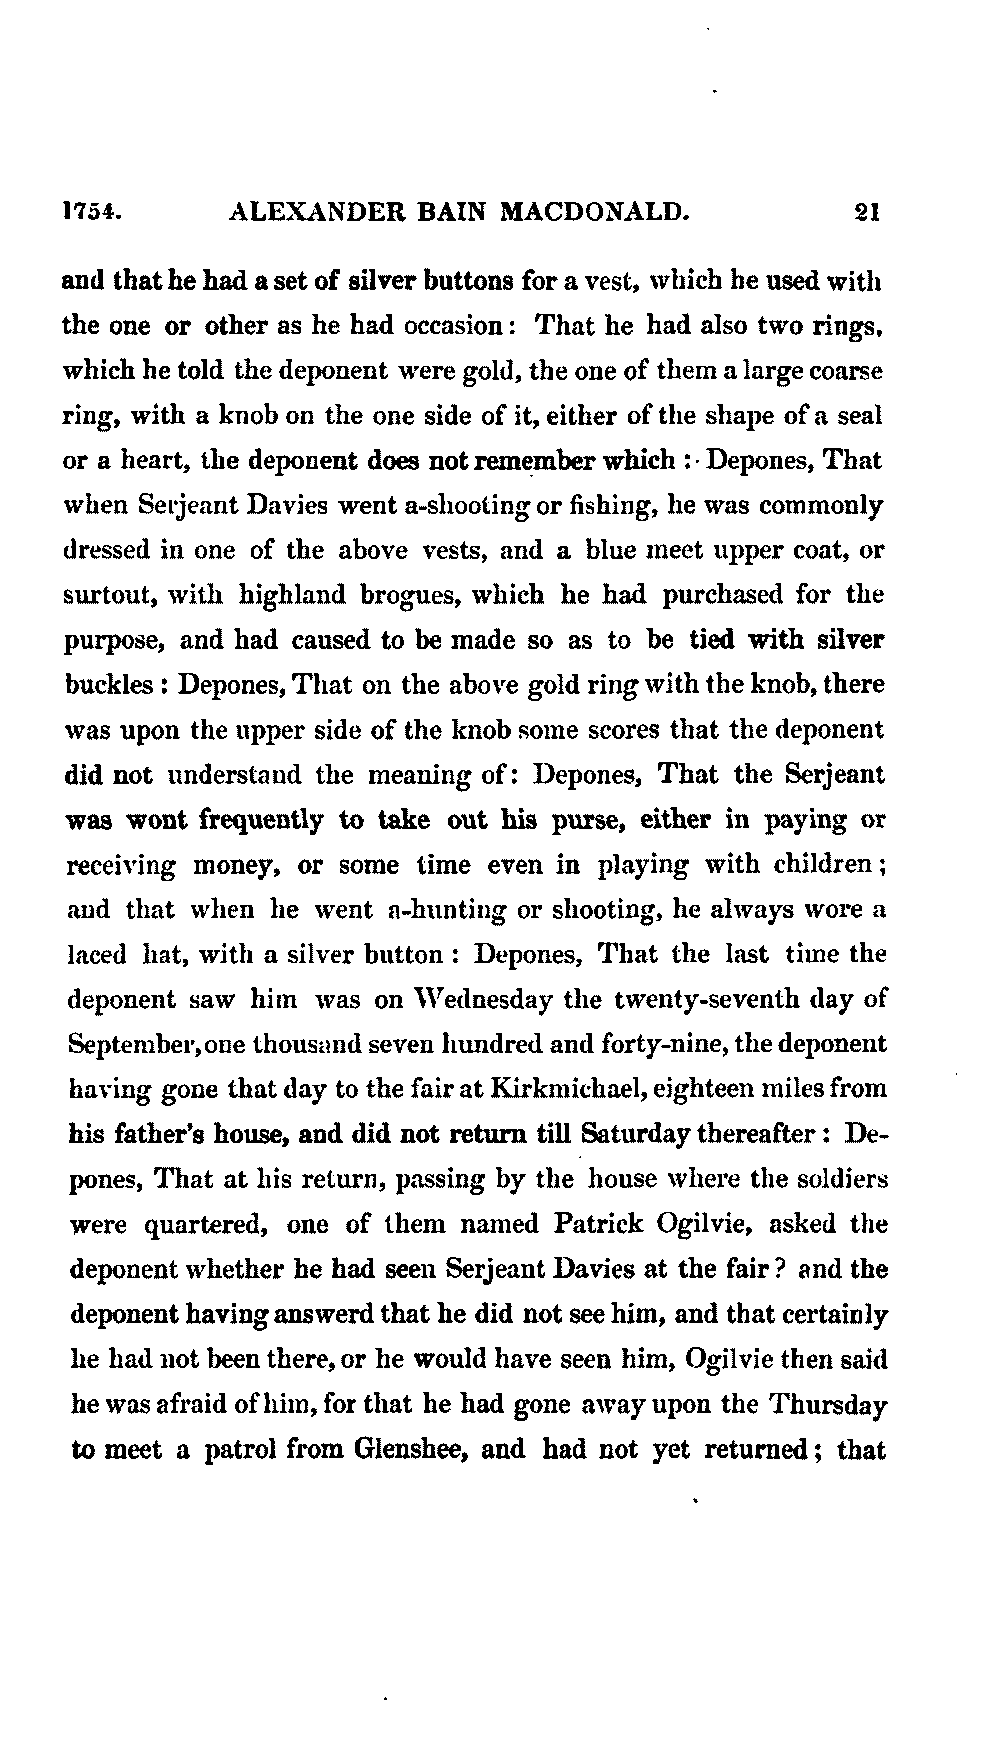 1754. ALEXANDER BAIN MACDONALD. 21
and that he had a set of silver buttons for a vest, which he used with
the one or other as he had occasion: That he had also two rings,
which he told the deponent were gold, the one of them a large coarse
ring, with a knob on the one side of it, either of the shape of a seal
or a heart, the deponent does not remember which : Depones, That
when Serjeant Davies went a-shooting or fishing, he was commonly
dressed in one of the above vests, and a blue meet upper coat, or
surtout, with highland brogues, which he had purchased for the
purpose, and had caused to be made so as to be tied with silver
buckles : Depones, That on the above gold ring with the knob, there
was upon the upper side of the knob some scores that the deponent
did not understand the meaning of: Depones, That the Serjeant
was wont frequently to take out his purse, either in paying or
receiving money, or some time even in playing with children;
and that when he went a-hunting or shooting, he always wore a
laced hat, with a silver button : Depones, That the last time the
deponent saw him was on Wednesday the twenty-seventh day of
September, one thousand seven hundred and forty-nine, the deponent
having gone that day to the fair at Kirkmichael, eighteen miles from
his father's house, and did not return till Saturday thereafter : De-
pones, That at his return, passing by the house where the soldiers
were quartered, one of them named Patrick Ogilvie, asked the
deponent whether he had seen Serjeant Davies at the fair? and the
deponent having answerd that he did not see him, and that certainly
he had not been there, or he would have seen him, Ogilvie then said
he was afraid of him, for that he had gone away upon the Thursday
to meet a patrol from Glenshee, and had not yet returned; that